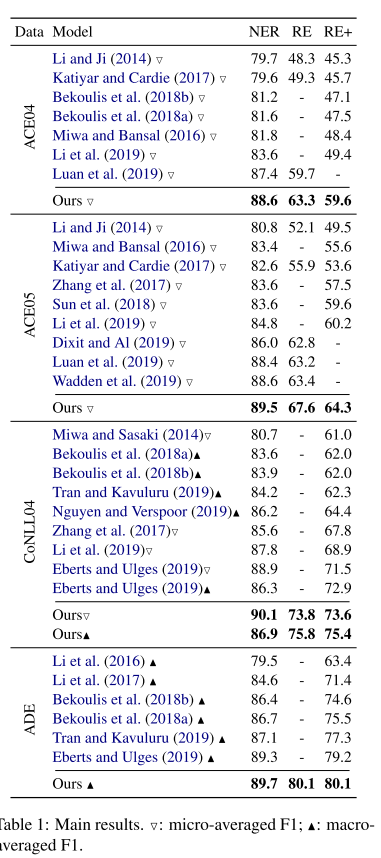 Data Model NER RE RE+
ACE04
Li and Ji (2014) ▽ 79.7 48.3 45.3
Katiyar and Cardie (2017) ▽ 79.6 49.3 45.7
Bekoulis et al. (2018b) ▽ 81.2 - 47.1
Bekoulis et al. (2018a) ▽ 81.6 - 47.5
Miwa and Bansal (2016) ▽ 81.8 - 48.4
Li et al. (2019) ▽ 83.6 - 49.4
Luan et al. (2019) ▽ 87.4 59.7 -
Ours ▽ 88.6 63.3 59.6
ACE05
Li and Ji (2014) ▽ 80.8 52.1 49.5
Miwa and Bansal (2016) ▽ 83.4 - 55.6
Katiyar and Cardie (2017) ▽ 82.6 55.9 53.6
Zhang et al. (2017) ▽ 83.6 - 57.5
Sun et al. (2018) ▽ 83.6 - 59.6
Li et al. (2019) ▽ 84.8 - 60.2
Dixit and Al (2019) ▽ 86.0 62.8 -
Luan et al. (2019) ▽ 88.4 63.2 -
Wadden et al. (2019) ▽ 88.6 63.4 -
Ours ▽ 89.5 67.6 64.3
CoNLL04
Miwa and Sasaki (2014)▽ 80.7 - 61.0
Bekoulis et al. (2018a)▲ 83.6 - 62.0
Bekoulis et al. (2018b)▲ 83.9 - 62.0
Tran and Kavuluru (2019)▲ 84.2 - 62.3
Nguyen and Verspoor (2019)▲ 86.2 - 64.4
Zhang et al. (2017)▽ 85.6 - 67.8
Li et al. (2019)▽ 87.8 - 68.9
Eberts and Ulges (2019)▽ 88.9 - 71.5
Eberts and Ulges (2019)▲ 86.3 - 72.9
Ours▽ 90.1 73.8 73.6
Ours▲ 86.9 75.8 75.4
ADE
Li et al. (2016) ▲ 79.5 - 63.4
Li et al. (2017) ▲ 84.6 - 71.4
Bekoulis et al. (2018b) ▲ 86.4 - 74.6
Bekoulis et al. (2018a) ▲ 86.7 - 75.5
Tran and Kavuluru (2019) ▲ 87.1 - 77.3
Eberts and Ulges (2019) ▲ 89.3 - 79.2
Ours ▲ 89.7 80.1 80.1
Table 1: Main results. ▽: micro-averaged F1; ▲: macro-
averaged F1.